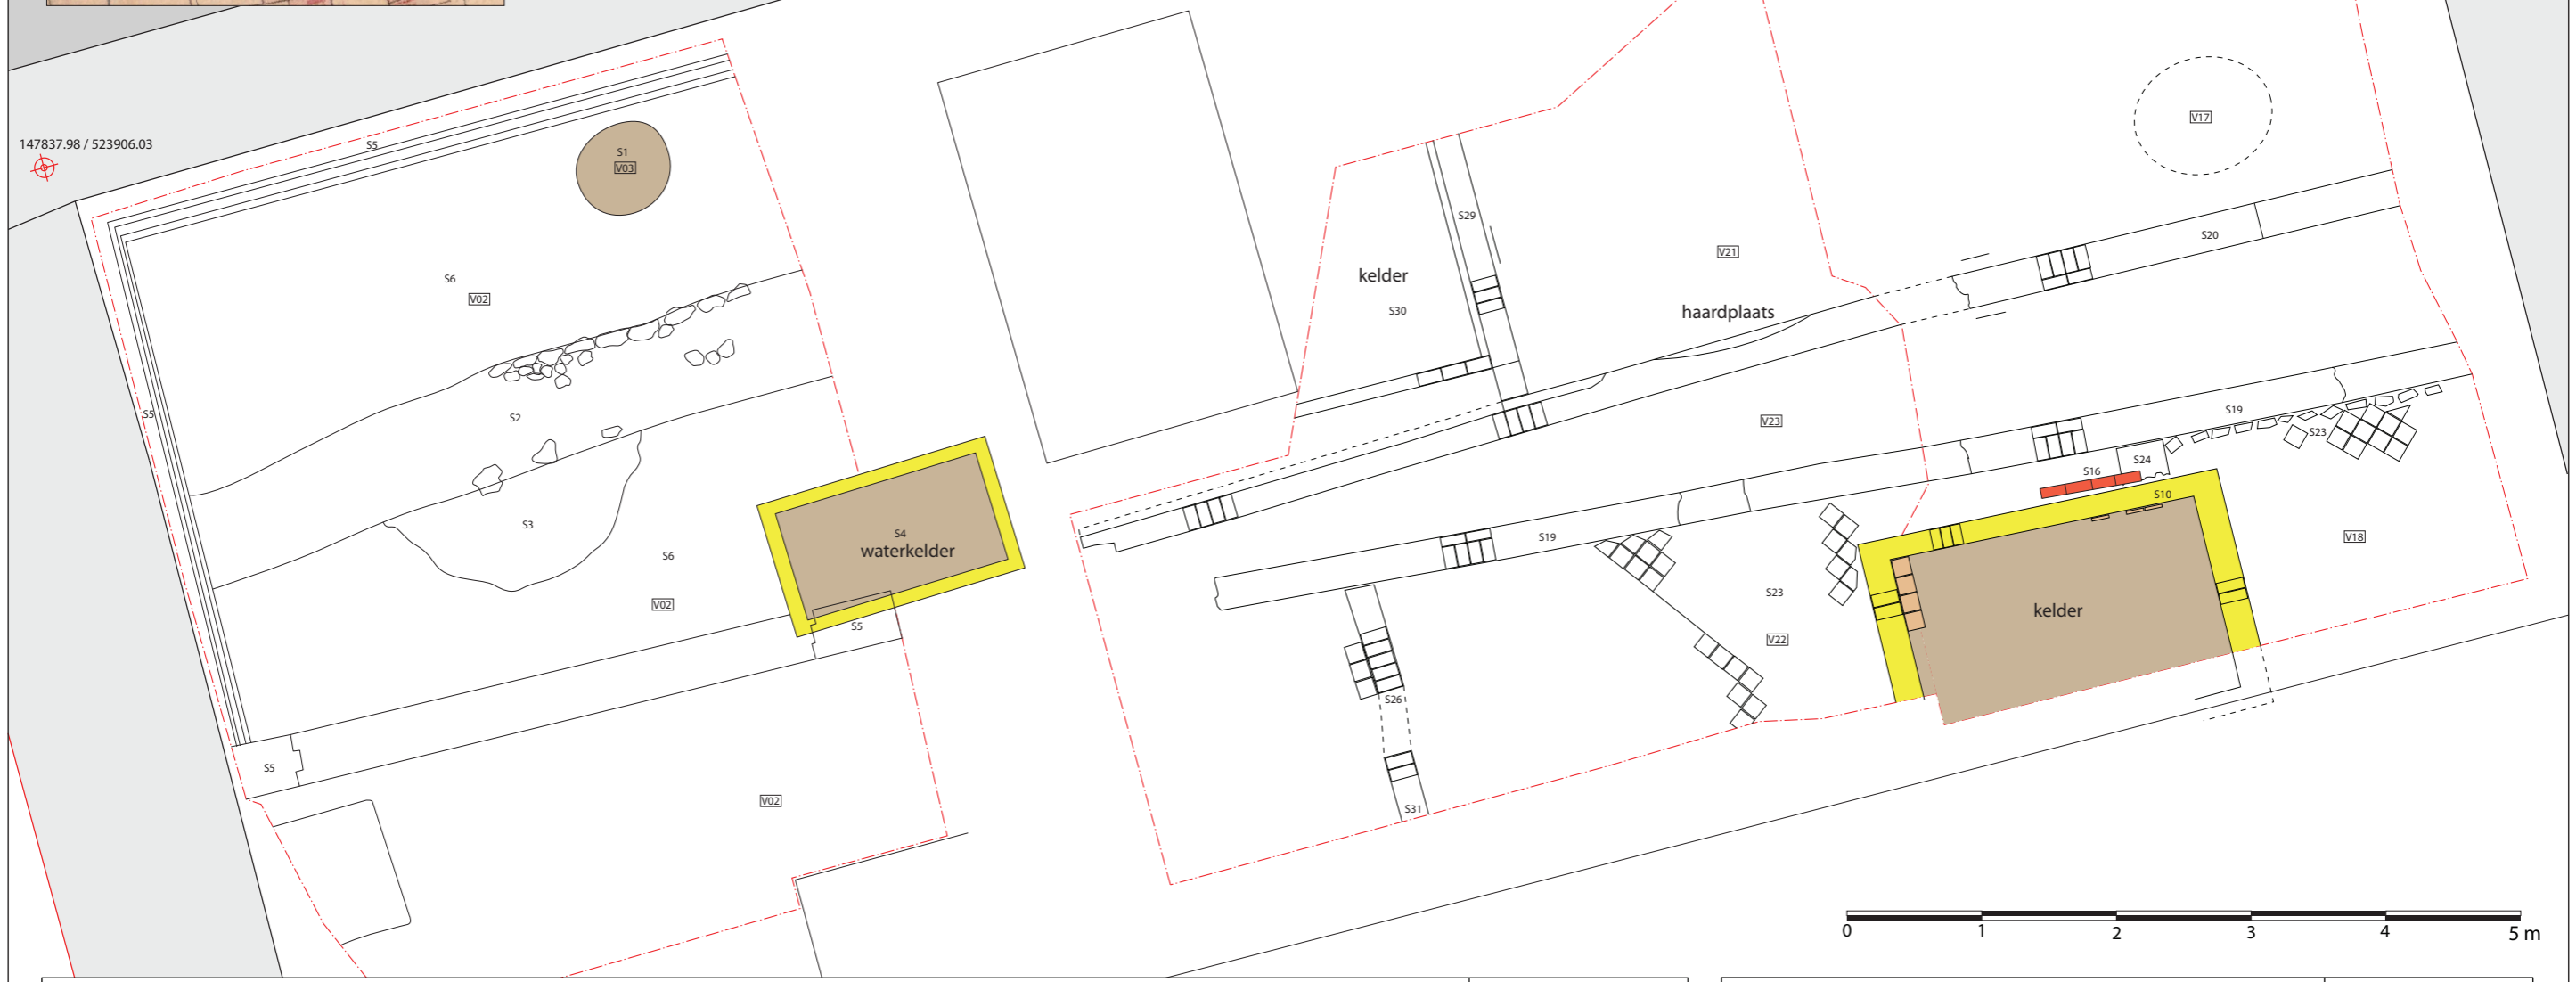 147837.98 / 523906.03
S5
S1
V03
S6
V02
S5
S2
S3
S6
V02
S4
waterkelder
S5
S5
V02
S29
kelder
S30
V21
haardplaats
V17
S20
V23
S19
S23
S24
S16
S10
S19
S23
V22
V18
kelder
S26
S31
0 1 2 3 4 5 m